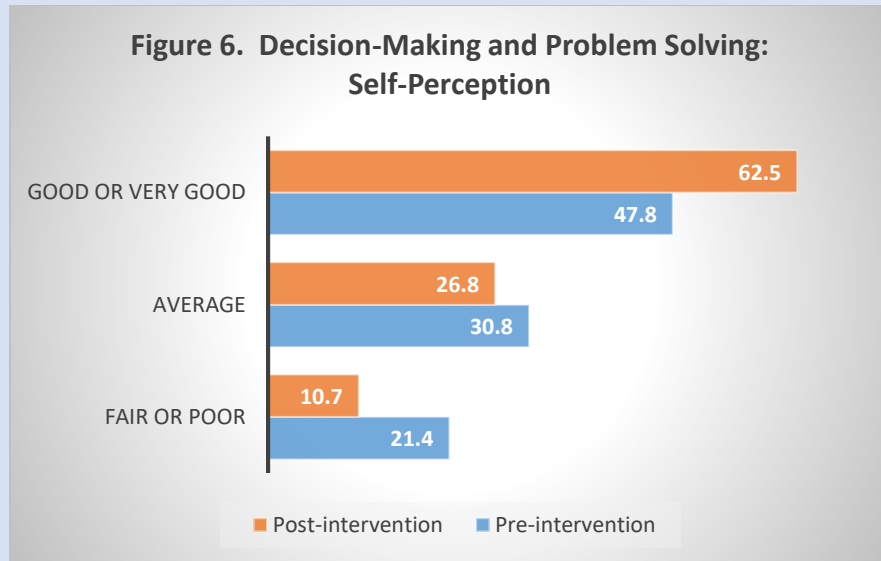 Figure 6. Decision-Making and Problem Solving:
Self-Perception
GOOD OR VERY GOOD
62.5
47.8
AVERAGE
26.8
30.8
FAIR OR POOR
10.7
21.4
Post-intervention Pre-intervention